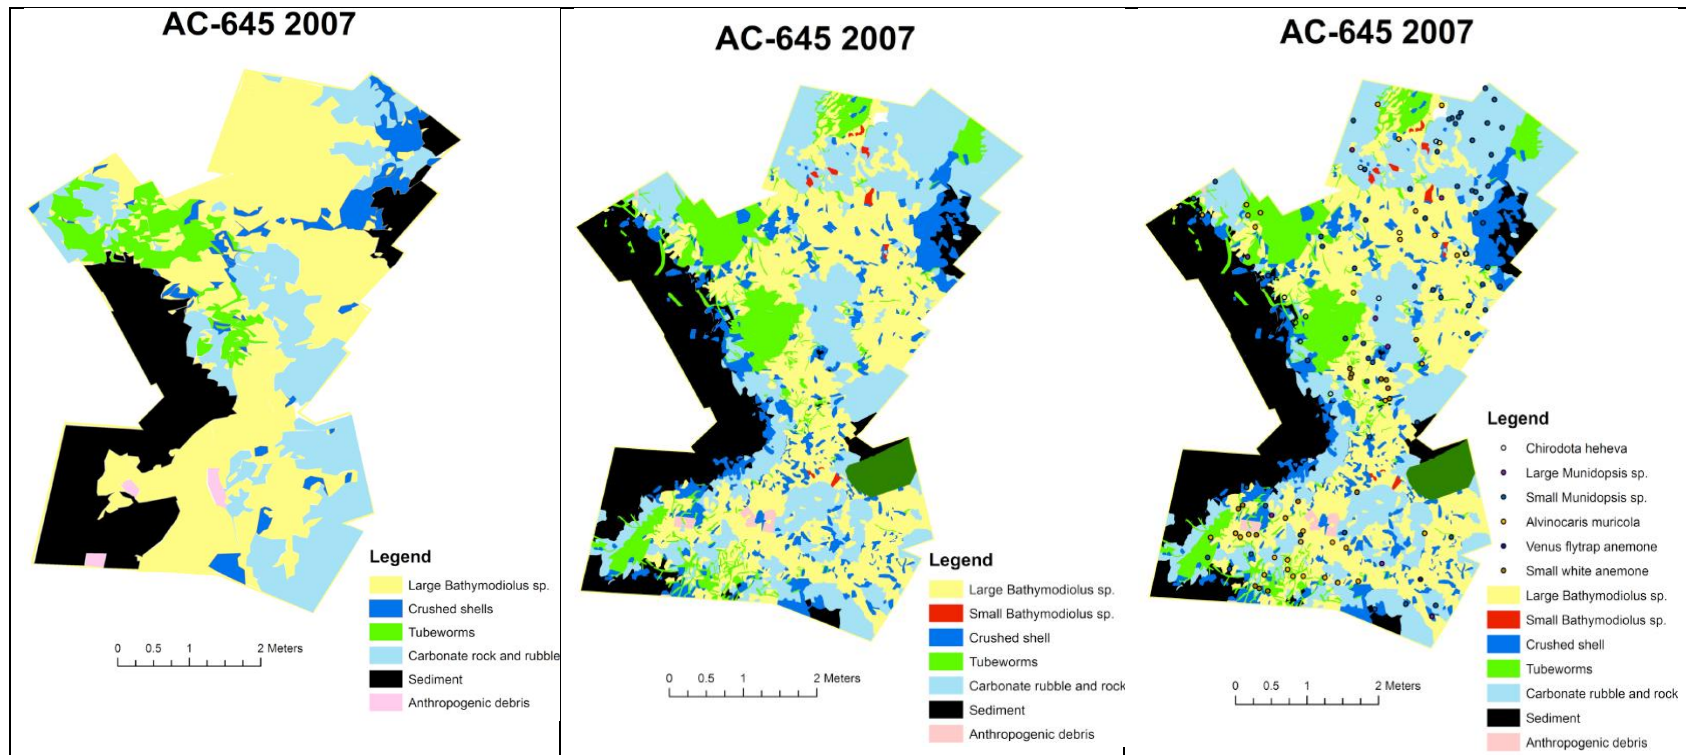 AC-645 2007
Legend
Large Bathymodiolus sp.
Crushed shells
Tubeworms
Carbonate rock and rubble
Sediment
Anthropogenic debris
0 0.5 1 2 Meters
AC-645 2007
Legend
Large Bathymodiolus sp.
Small Bathymodiolus sp.
Crushed shell
Tubeworms
Carbonate rubble and rock
Sediment
Anthropogenic debris
0 0.5 1 2 Meters
AC-645 2007
Legend
Chirodota heheva
Large Munidopsis sp.
Small Munidopsis sp.
Alvinocaris muricola
Venus flytrap anemone
Small white anemone
Large Bathymodiolus sp.
Small Bathymodiolus sp.
Crushed shell
Tubeworms
Carbonate rubble and rock
Sediment
Anthropogenic debris
0 0.5 1 2 Meters